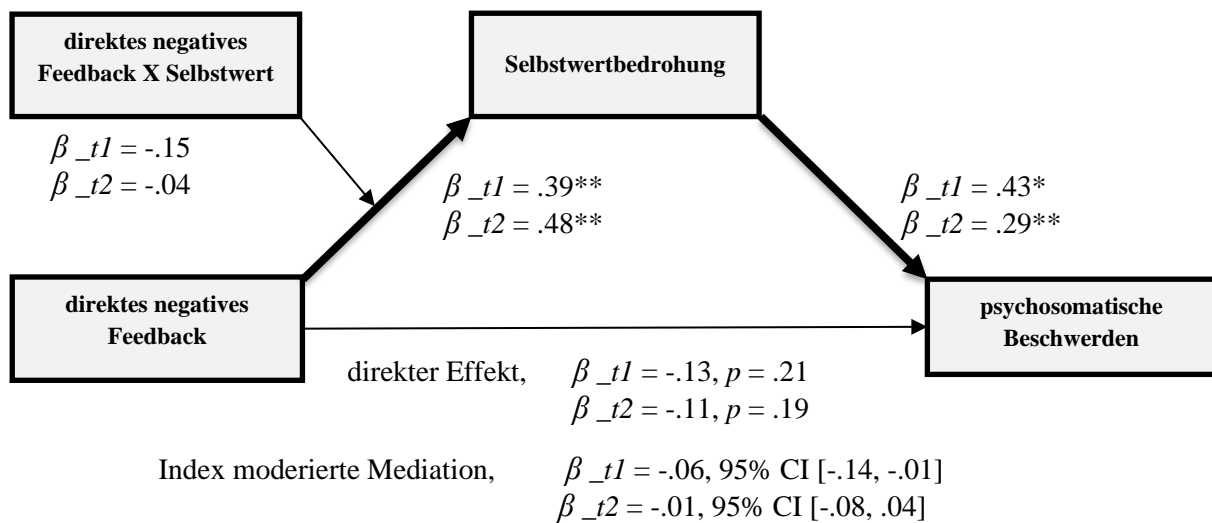 direktes negatives
Feedback X Selbstwert
Selbstwertbedrohung
β _t1 = -.15
β _t2 = -.04
β _t1 = .39**
β _t2 = .48**
β _t1 = .43*
β _t2 = .29**
direktes negatives
Feedback
psychosomatische
Beschwerden
direkter Effekt, β _t1 = -.13, p = .21
β _t2 = -.11, p = .19
Index moderierte Mediation, β _t1 = -.06, 95% CI [-.14, -.01]
β _t2 = -.01, 95% CI [-.08, .04]